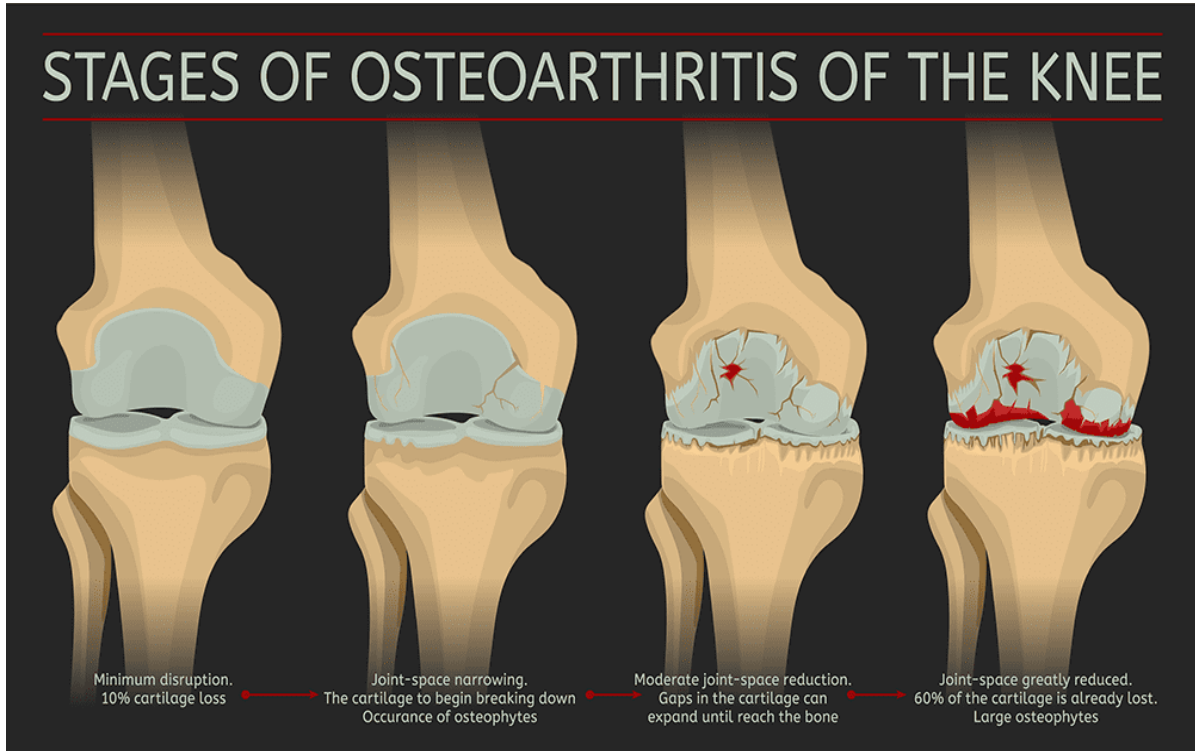 STAGES OF OSTEOARTHRITIS OF THE KNEE
Minimum disruption.
10% cartilage loss
Joint-space narrowing.
The cartilage to begin breaking down
Occurance of osteophytes
Moderate joint-space reduction.
Gaps in the cartilage can
expand until reach the bone
Joint-space greatly reduced.
60% of the cartilage is already lost.
Large osteophytes